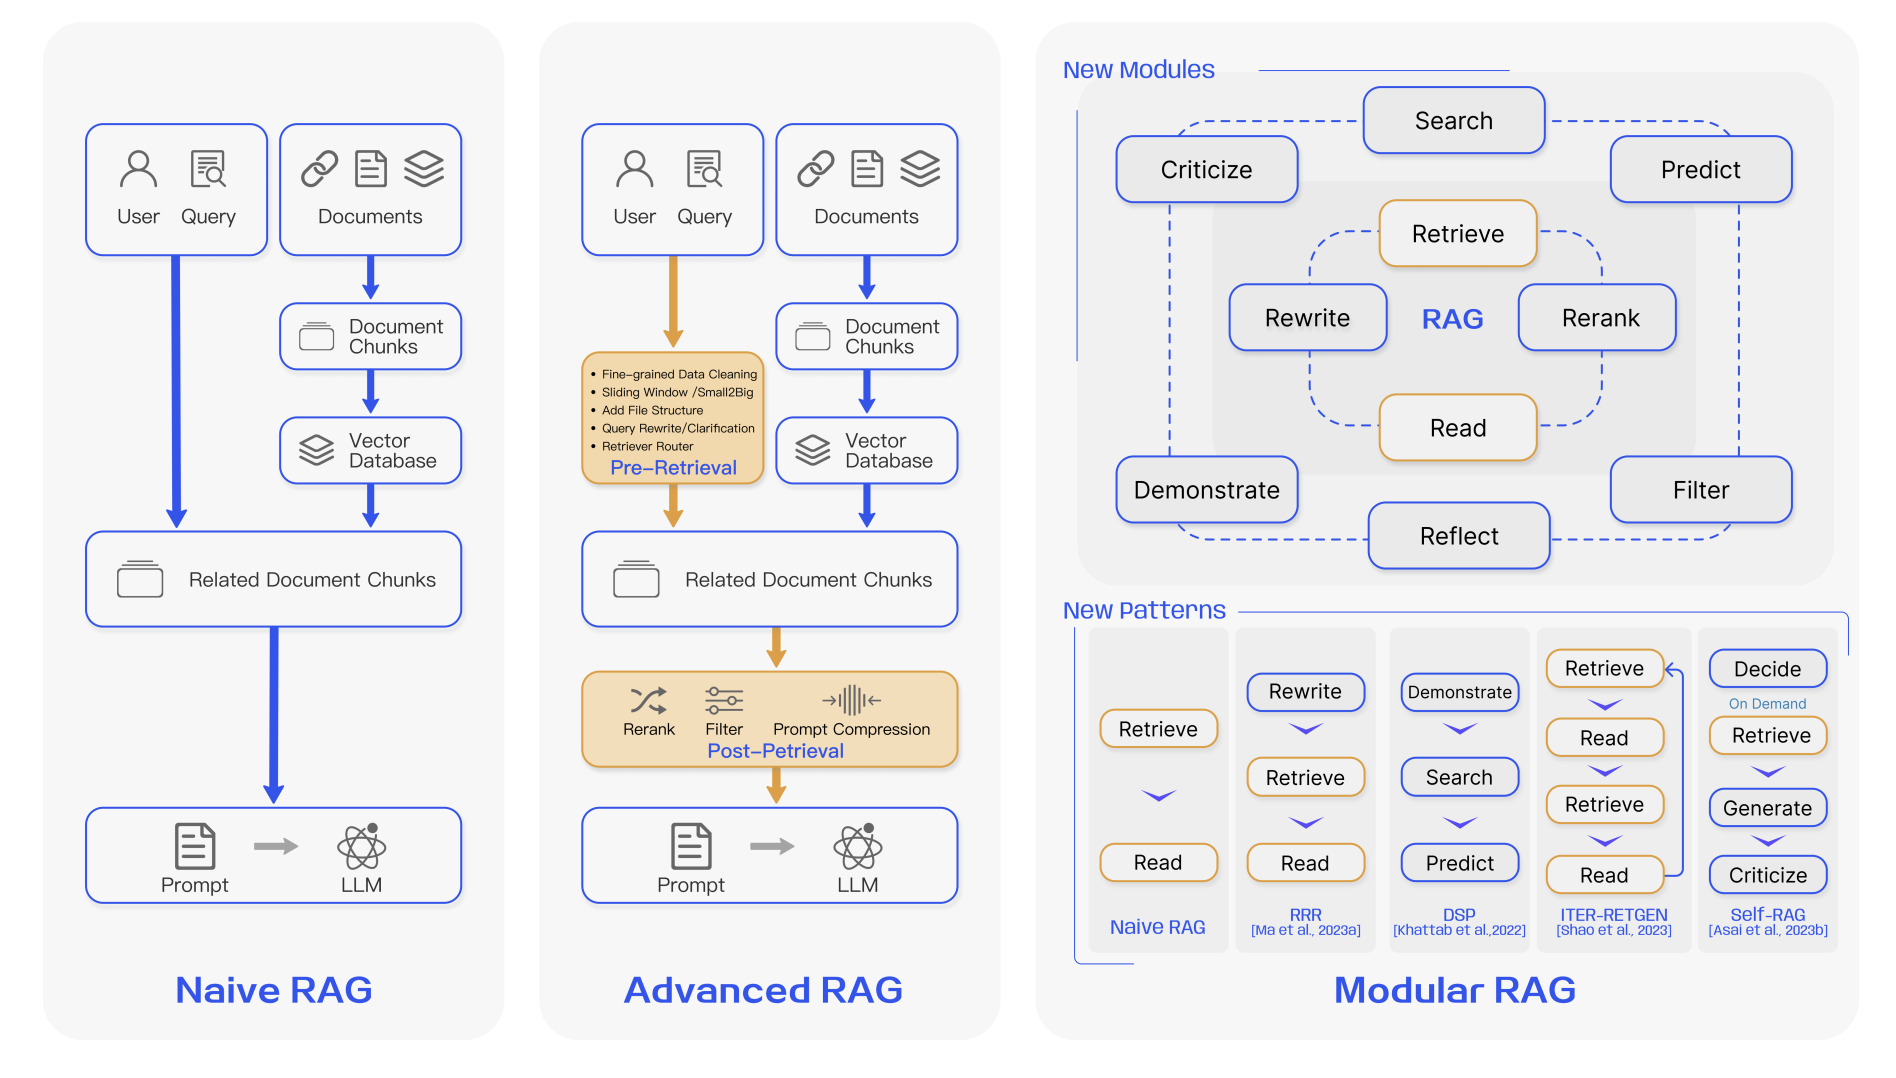 User Query
Documents
Document
Chunks
Vector
Database
Related Document Chunks
Prompt
LLM
Naive RAG
User Query
Documents
Document
Chunks
• Fine-grained Data Cleaning
• Sliding Window /Small2Big
• Add File Structure
• Query Rewrite/Clarification
• Retriever Router
Pre-Retrieval
Vector
Database
Related Document Chunks
Rerank
Filter
Prompt Compression
Post-Petrieval
Prompt
LLM
Advanced RAG
New Modules
Search
Criticize
Predict
Retrieve
Rewrite
RAG
Rerank
Read
Demonstrate
Filter
Reflect
New Patterns
Retrieve
Read
Naive RAG
Rewrite
Retrieve
Read
RRR
[Ma et al., 2023a]
Demonstrate
Search
Predict
DSP
[Khattab et al.,2022]
Retrieve
Read
Retrieve
Read
ITER-RETGEN
[Shao et al., 2023]
Decide
On Demand
Retrieve
Generate
Criticize
Self-RAG
[Asai et al., 2023b]
Modular RAG